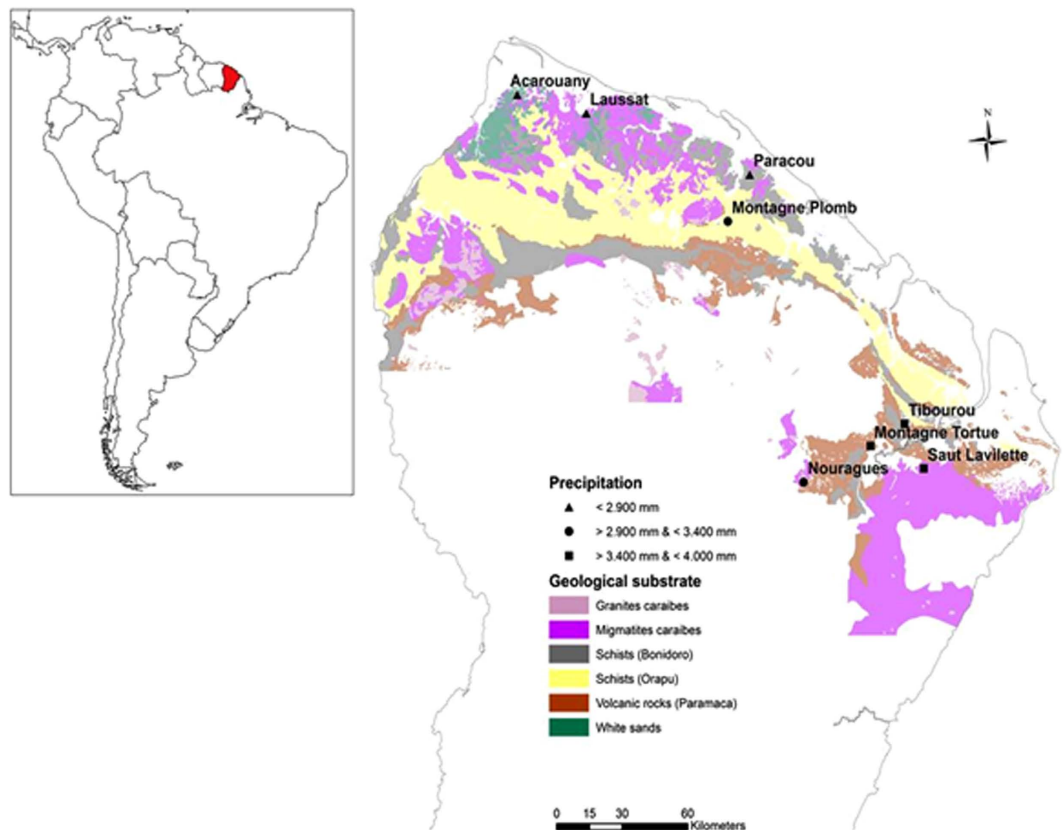 Acarouany
Laussat
N
Paracou
Montagne Plomb
Tibourou
Montagne Tortue
Saut Lavilette
Nouragues
Precipitation
< 2.900 mm
> 2.900 mm & < 3.400 mm
> 3.400 mm & < 4.000 mm
Geological substrate
Granites caraibes
Migmatites caraibes
Schists (Bonidoro)
Schists (Orapu)
Volcanic rocks (Paramaca)
White sands
0 15 30 60
Kilometers